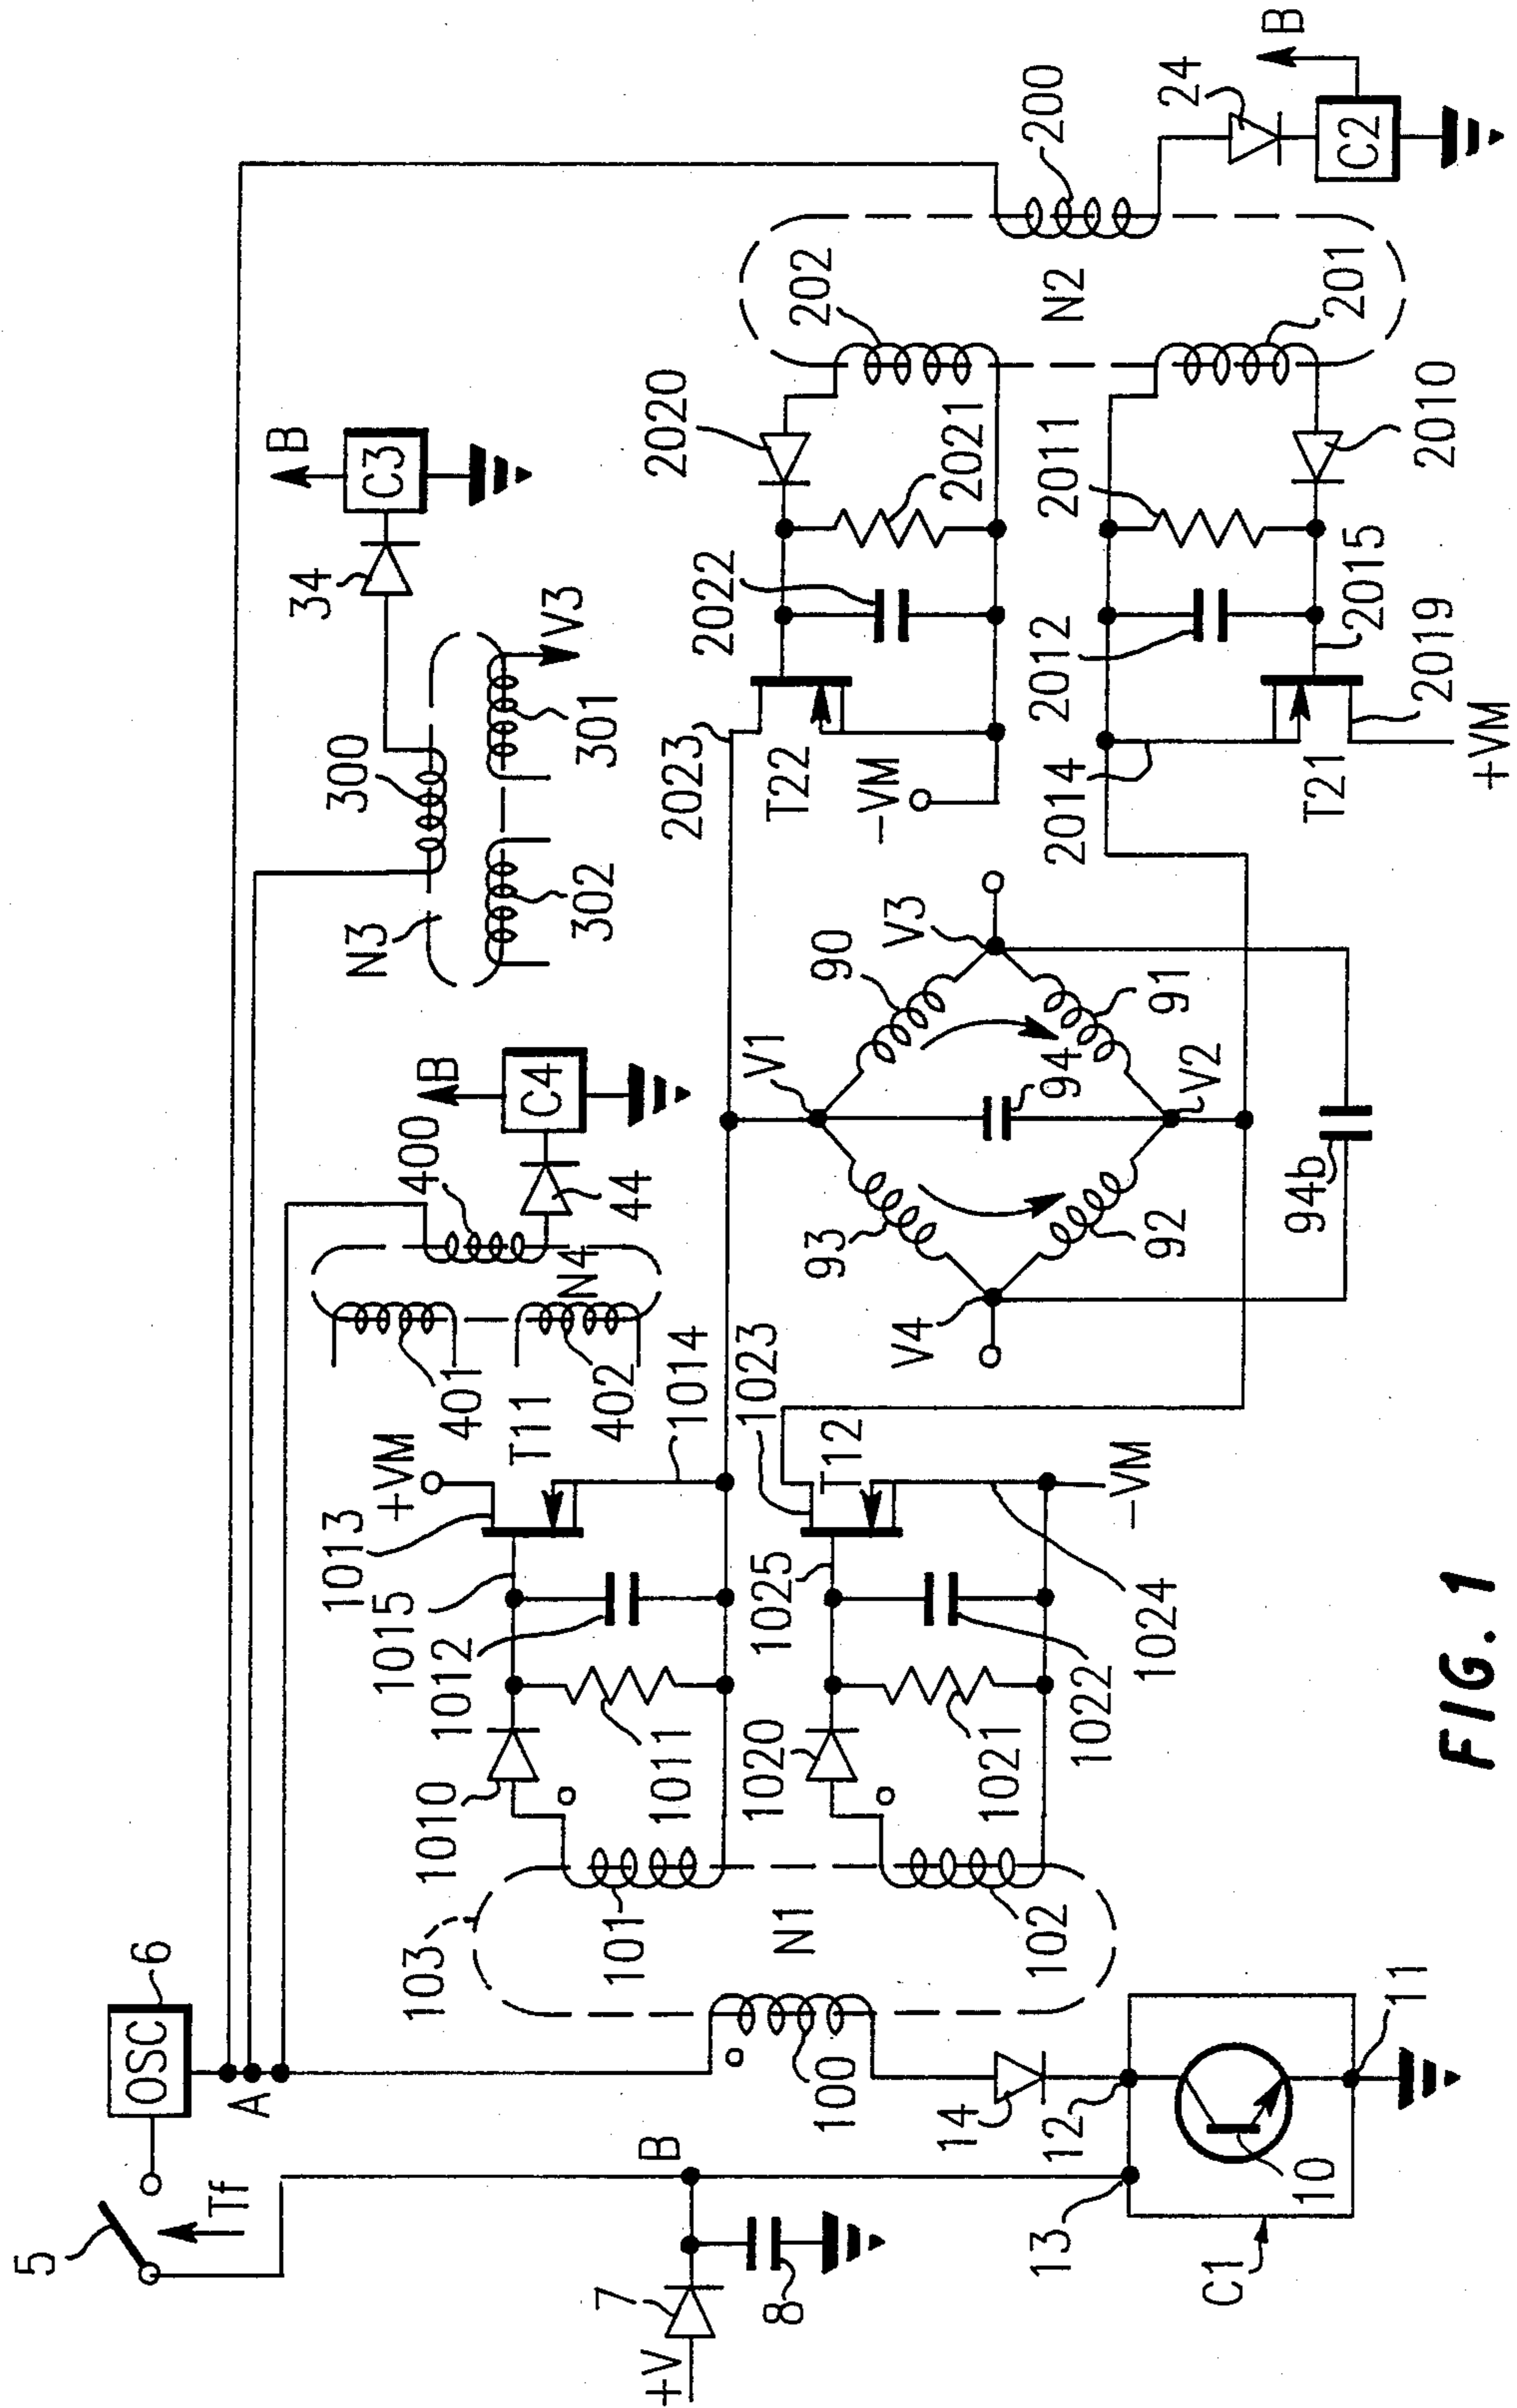 5
Tf
OSC
6
A
+V
7
8
B
13
C1
12
10
11
14
100
103
N1
101
102
1010
1011
1012
1015
1013
+VM
T11
1014
1020
1021
1022
1025
1023
T12
1024
-VM
401
402
N4
400
44
C4
B
N3
302
300
301
V3
34
C3
B
V1
93
90
94
V4
V3
92
91
V2
94b
2023
T22
-VM
2022
2020
2021
202
2014
T21
+VM
2012
2011
2015
2019
2010
201
N2
200
24
C2
B
FIG. 1